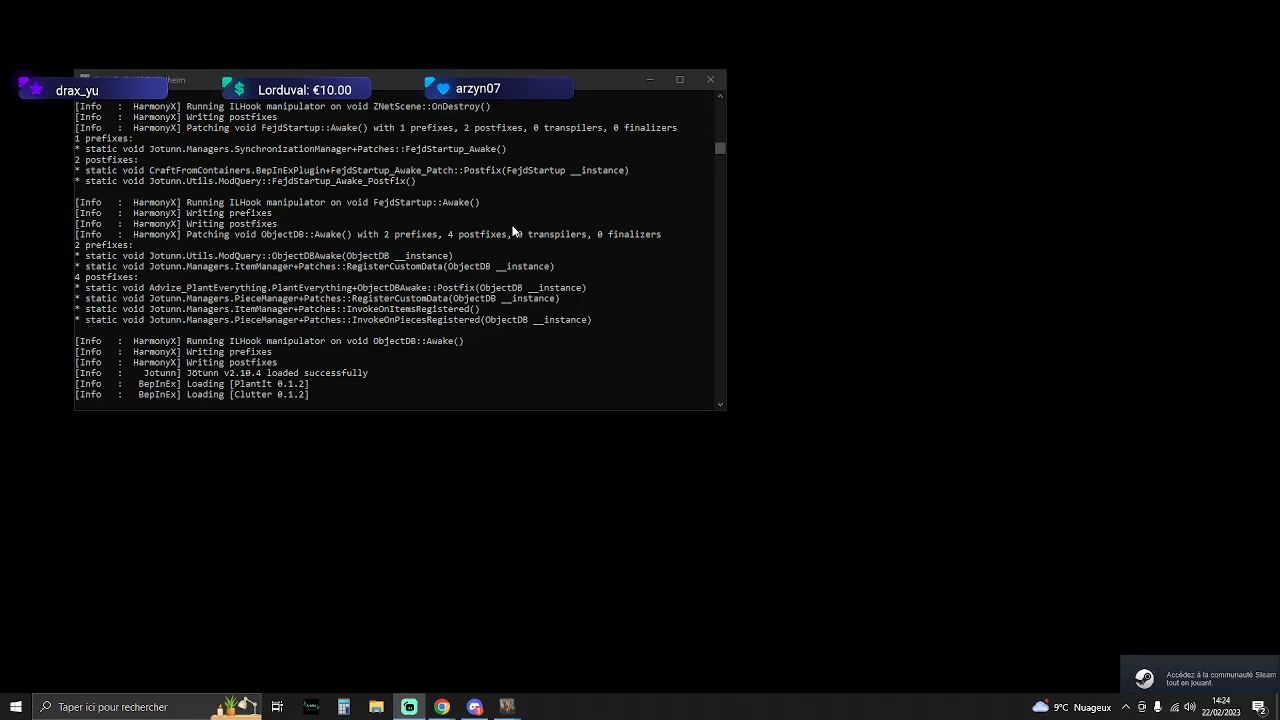 drax_yu
Lorduval: €10.00
arzyn07
[Info   :  HarmonyX] Running ILHook manipulator on void ZNetScene::OnDestroy()
[Info   :  HarmonyX] Writing postfixes
[Info   :  HarmonyX] Patching void FejdStartup::Awake() with 1 prefixes, 2 postfixes, 0 transpilers, 0 finalizers
1 prefixes:
* static void Jotunn.Managers.SynchronizationManager+Patches::FejdStartup_Awake()
2 postfixes:
* static void CraftFromContainers.BepInExPlugin+FejdStartup_Awake_Patch::Postfix(FejdStartup __instance)
* static void Jotunn.Utils.ModQuery::FejdStartup_Awake_Postfix()
[Info   :  HarmonyX] Running ILHook manipulator on void FejdStartup::Awake()
[Info   :  HarmonyX] Writing prefixes
[Info   :  HarmonyX] Writing postfixes
[Info   :  HarmonyX] Patching void ObjectDB::Awake() with 2 prefixes, 4 postfixes, 0 transpilers, 0 finalizers
2 prefixes:
* static void Jotunn.Utils.ModQuery::ObjectDBAwake(ObjectDB __instance)
* static void Jotunn.Managers.ItemManager+Patches::RegisterCustomData(ObjectDB __instance)
4 postfixes:
* static void Advize_PlantEverything.PlantEverything+ObjectDBAwake::Postfix(ObjectDB __instance)
* static void Jotunn.Managers.PieceManager+Patches::RegisterCustomData(ObjectDB __instance)
* static void Jotunn.Managers.ItemManager+Patches::InvokeOnItemsRegistered()
* static void Jotunn.Managers.PieceManager+Patches::InvokeOnPiecesRegistered(ObjectDB __instance)
[Info   :  HarmonyX] Running ILHook manipulator on void ObjectDB::Awake()
[Info   :  HarmonyX] Writing prefixes
[Info   :  HarmonyX] Writing postfixes
[Info   :    Jotunn] Jötunn v2.10.4 loaded successfully
[Info   :   BepInEx] Loading [PlantIt 0.1.2]
[Info   :   BepInEx] Loading [Clutter 0.1.2]
Accédez à la communauté Steam
tout en jouant.
Taper ici pour rechercher
9°C Nuageux
14:24
22/02/2023
2